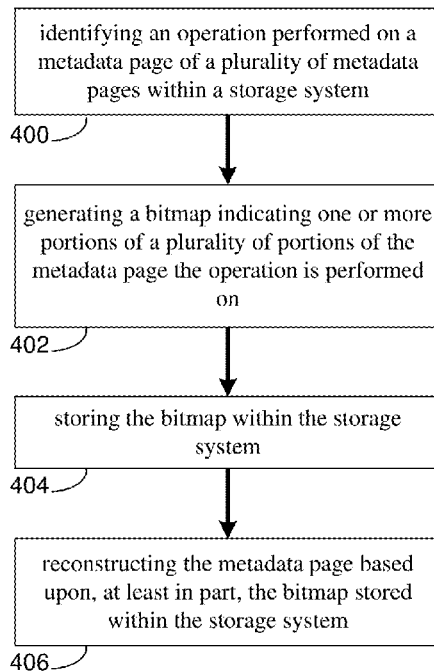 identifying an operation performed on a
metadata page of a plurality of metadata
pages within a storage system
400
generating a bitmap indicating one or more
portions of a plurality of portions of the
metadata page the operation is performed
on
402
storing the bitmap within the storage
system
404
reconstructing the metadata page based
upon, at least in part, the bitmap stored
within the storage system
406